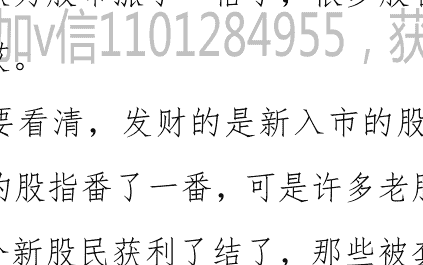 加v信1101284955，获
。
要看清，发财的是新入市的股
的股指番了一番，可是许多老股
新股民获利了结了，那些被套